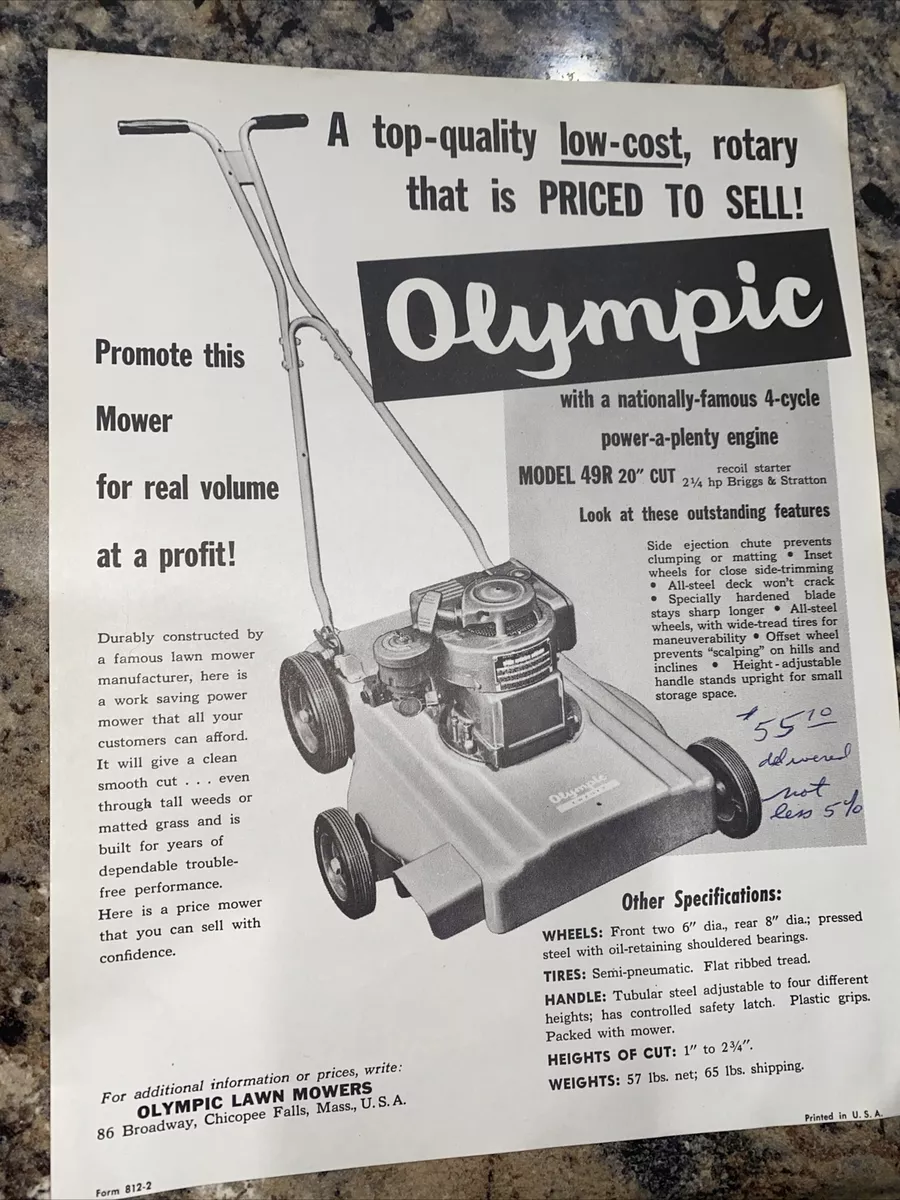 A top-quality low-cost, rotary
that is PRICED TO SELL!
Olympic
Promote this
Mower
for real volume
at a profit!
with a nationally-famous 4-cycle
power-a-plenty engine
MODEL 49R 20" CUT recoil starter
2¼ hp Briggs & Stratton
Look at these outstanding features
Side ejection chute prevents
clumping or matting • Inset
wheels for close side-trimming
• All-steel deck won't crack
• Specially hardened blade
stays sharp longer • All-steel
wheels, with wide-tread tires for
maneuverability • Offset wheel
prevents "scalping" on hills and
inclines • Height-adjustable
handle stands upright for small
storage space.
$55 10
delivered
not
less 5%
Durably constructed by
a famous lawn mower
manufacturer, here is
a work saving power
mower that all your
customers can afford.
It will give a clean
smooth cut . . . even
through tall weeds or
matted grass and is
built for years of
dependable trouble-
free performance.
Here is a price mower
that you can sell with
confidence.
Olympic
Other Specifications:
WHEELS: Front two 6" dia., rear 8" dia.; pressed
steel with oil-retaining shouldered bearings.
TIRES: Semi-pneumatic. Flat ribbed tread.
HANDLE: Tubular steel adjustable to four different
heights; has controlled safety latch. Plastic grips.
Packed with mower.
HEIGHTS OF CUT: 1" to 2¾".
WEIGHTS: 57 lbs. net; 65 lbs. shipping.
For additional information or prices, write:
OLYMPIC LAWN MOWERS
86 Broadway, Chicopee Falls, Mass., U.S.A.
Printed in U.S.A.
Form 812-2